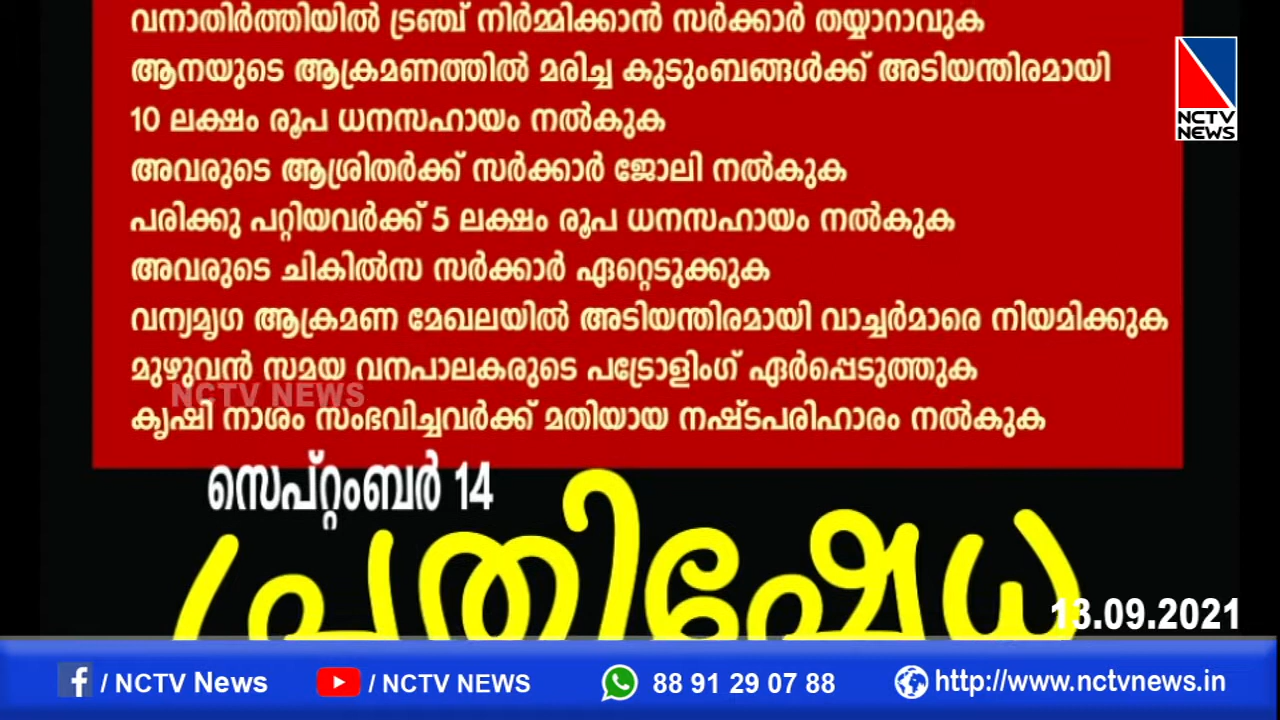 വനാതിർത്തിയിൽ ട്രഞ്ച് നിർമ്മിക്കാൻ സർക്കാർ തയ്യാറാവുക
ആനയുടെ ആക്രമണത്തിൽ മരിച്ച കുടുംബങ്ങൾക്ക് അടിയന്തിരമായി
10 ലക്ഷം രൂപ ധനസഹായം നൽകുക
അവരുടെ ആശ്രിതർക്ക് സർക്കാർ ജോലി നൽകുക
പരിക്കു പറ്റിയവർക്ക് 5 ലക്ഷം രൂപ ധനസഹായം നൽകുക
അവരുടെ ചികിൽസ സർക്കാർ ഏറ്റെടുക്കുക
വന്യമൃഗ ആക്രമണ മേഖലയിൽ അടിയന്തിരമായി വാച്ചർമാരെ നിയമിക്കുക
മുഴുവൻ സമയ വനപാലകരുടെ പട്രോളിംഗ് ഏർപ്പെടുത്തുക
കൃഷി നാശം സംഭവിച്ചവർക്ക് മതിയായ നഷ്ടപരിഹാരം നൽകുക
NCTV NEWS
NCTV
NEWS
സെപ്റ്റംബർ 14
പ്രതിഷേധ
13.09.2021
/ NCTV News / NCTV NEWS 88 91 29 07 88 http://www.nctvnews.in